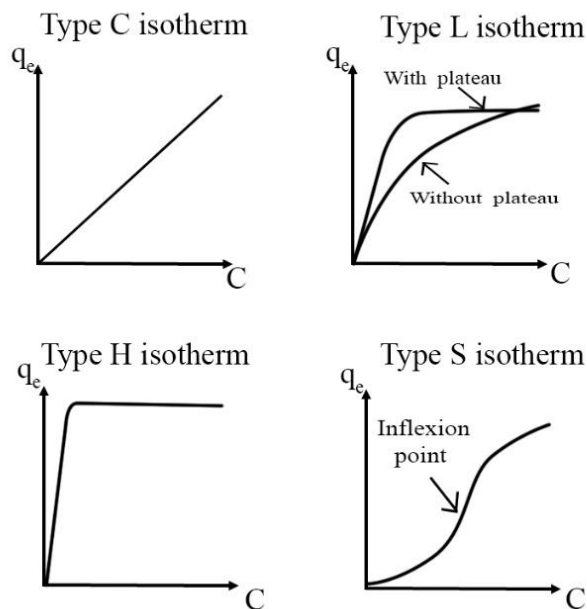 Type C isotherm
qe
C
Type L isotherm
qe
With plateau
Without plateau
C
Type H isotherm
qe
C
Type S isotherm
qe
Inflexion
point
C